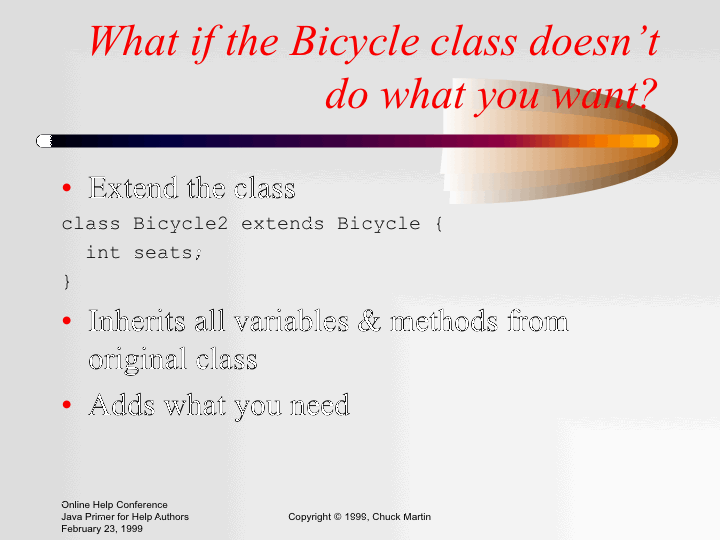 What if the Bicycle class doesn’t
do what you want?
• Extend the class
class Bicycle2 extends Bicycle {
  int seats;
}
• Inherits all variables & methods from
original class
• Adds what you need
Online Help Conference
Java Primer for Help Authors
February 23, 1999
Copyright © 1999, Chuck Martin